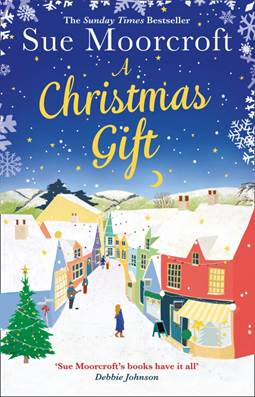 The Sunday Times Bestseller
Sue Moorcroft
A
Christmas
Gift
‘Sue Moorcroft’s books have it all’
Debbie Johnson